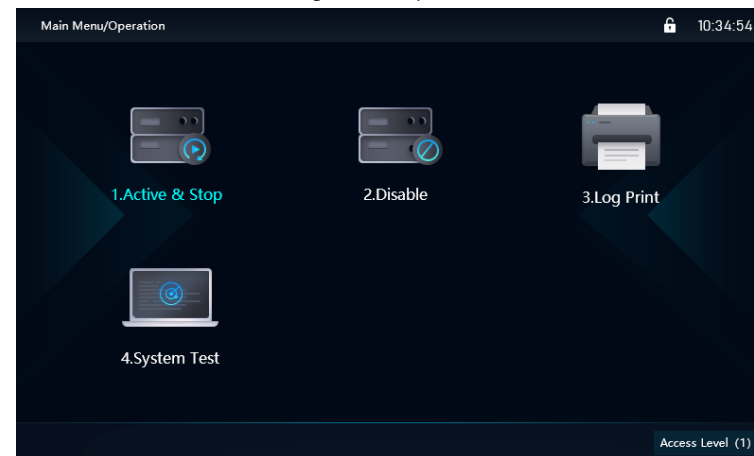 Main Menu/Operation
10:34:54
1.Active & Stop
2.Disable
3.Log Print
4.System Test
Access Level (1)